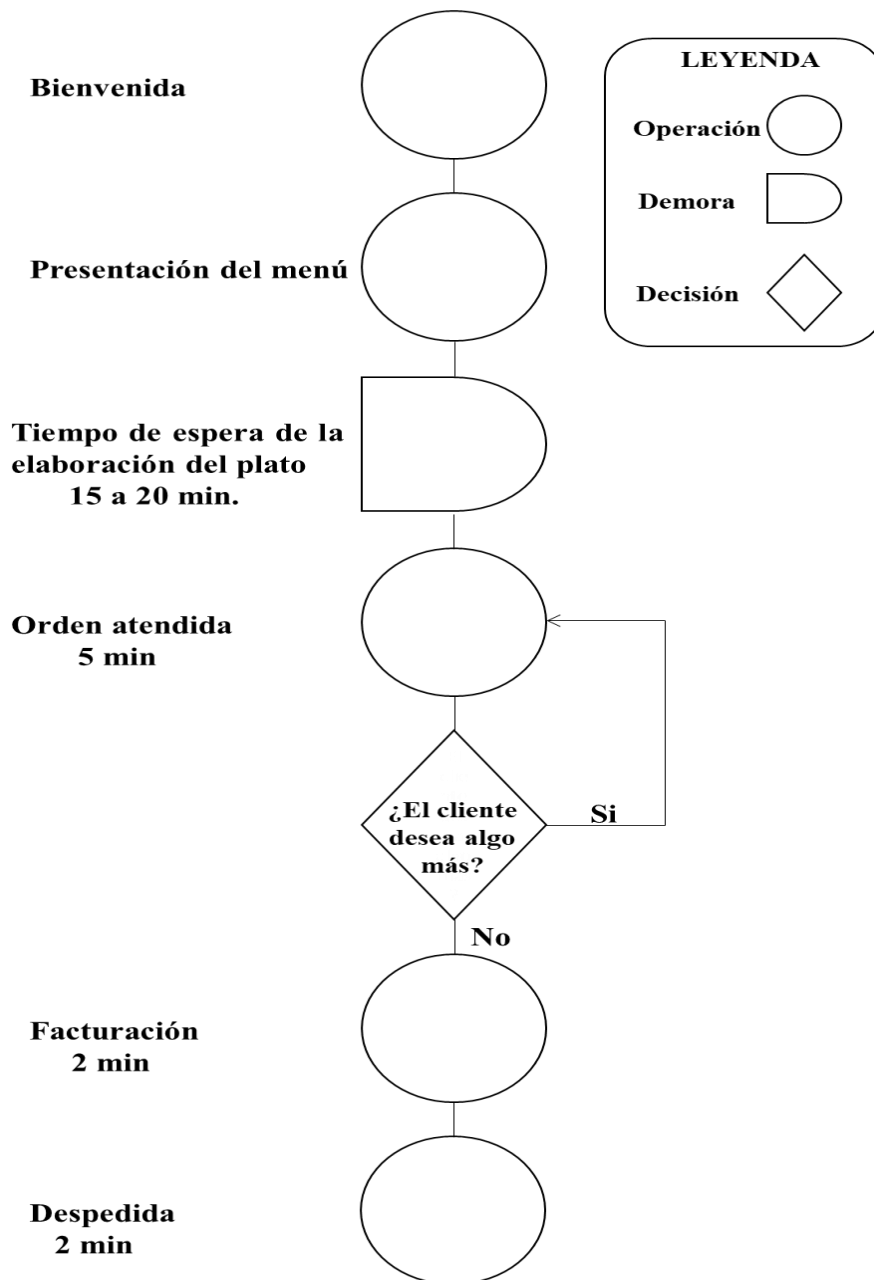 Bienvenida
LEYENDA
Operación
Demora
Decisión
Presentación del menú
Tiempo de espera de la
elaboración del plato
15 a 20 min.
Orden atendida
5 min
¿El cliente
desea algo
más?
Si
No
Facturación
2 min
Despedida
2 min